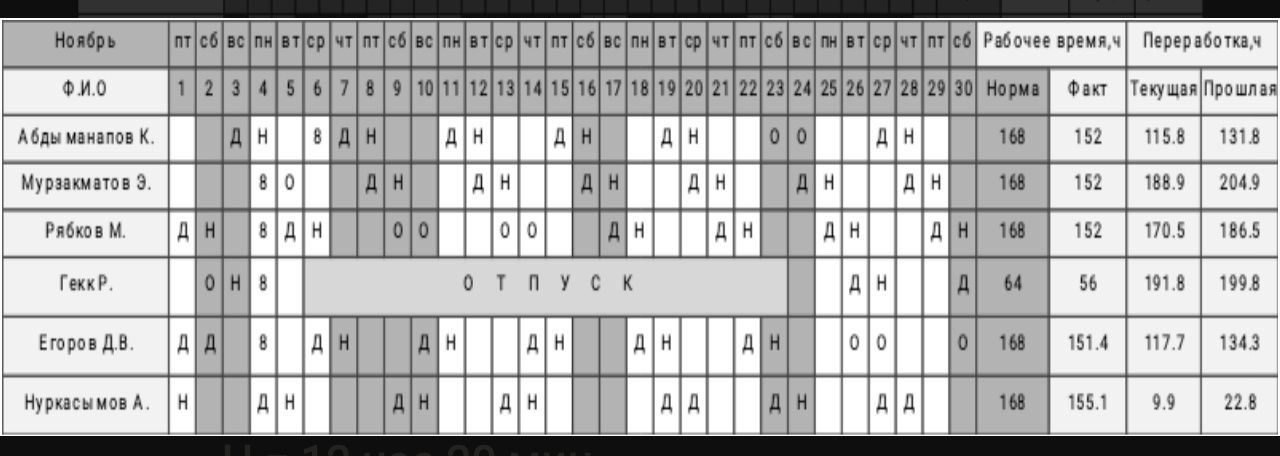 Ноябрь пт сб вс пн вт ср чт пт сб вс пн вт ср чт пт сб вс пн вт ср чт пт сб вс пн вт ср чт пт сб Рабочее время,ч Переработка,ч
Ф.И.О 1 2 3 4 5 6 7 8 9 10 11 12 13 14 15 16 17 18 19 20 21 22 23 24 25 26 27 28 29 30 Норма Факт Текущая Прошлая
Абдыманапов К. Д Н 8 Д Н Д Н Д Н Д Н О О Д Н 168 152 115.8 131.8
Мурзакматов Э. 8 О Д Н Д Н Д Н Д Н Д Н Д Н 168 152 188.9 204.9
Рябков М. Д Н 8 Д Н О О О О Д Н Д Н Д Н Д Н 168 152 170.5 186.5
Гекк Р. О Н 8 ОТПУСК Д Н Д 64 56 191.8 199.8
Егоров Д.В. Д Д 8 Д Н Д Н Д Н Д Н Д Н О О О 168 151.4 117.7 134.3
Нуркасымов А. Н Д Н Д Н Д Н Д Д Д Н Д Д 168 155.1 9.9 22.8